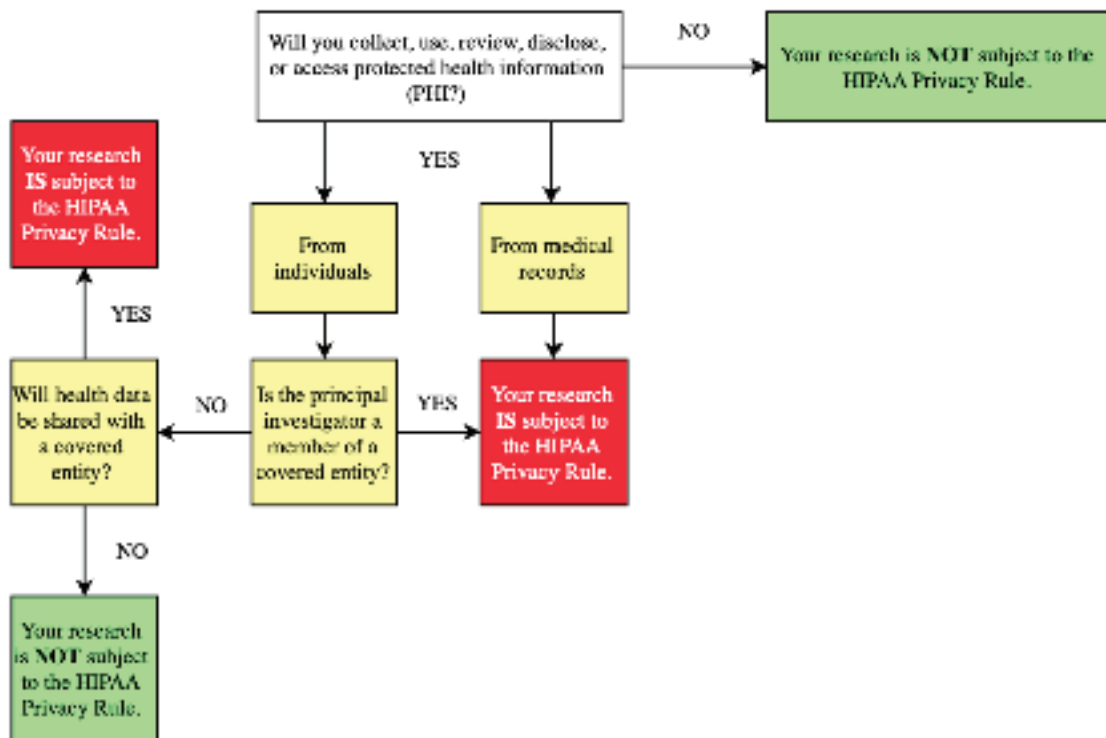 Will you collect, use, review, disclose,
or access protected health information
(PHI?)
NO
Your research is NOT subject to the
HIPAA Privacy Rule.
YES
Your research
IS subject to
the HIPAA
Privacy Rule.
From
individuals
From medical
records
YES
Will health data
be shared with
a covered
entity?
NO
Is the principal
investigator a
member of a
covered entity?
YES
Your research
IS subject to
the HIPAA
Privacy Rule.
NO
Your research
is NOT subject
to the HIPAA
Privacy Rule.